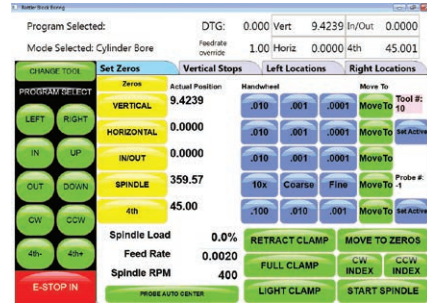 Rottler Block Boring
Program Selected: DTG: 0.000 Vert 9.4239 In/Out 0.0000
Mode Selected: Cylinder Bore Feedrate override 1.00 Horiz 0.0000 4th 45.001
CHANGE TOOL Set Zeros Vertical Stops Left Locations Right Locations
PROGRAM SELECT Zeros Actual Position Handwheel Move To
VERTICAL 9.4239 .010 .001 .0001 MoveTo Tool #: 10
LEFT RIGHT
HORIZONTAL 0.0000 .010 .001 .0001 MoveTo Set Active
IN UP
IN/OUT 0.0000 .010 .001 .0001 MoveTo
OUT DOWN
SPINDLE 359.57 10x Coarse Fine MoveTo Probe #: -1
CW CCW
4th 45.00 .100 .010 .001 MoveTo Set Active
4th- 4th+
Spindle Load 0.0% RETRACT CLAMP MOVE TO ZEROS
Feed Rate 0.0020
Spindle RPM 400 FULL CLAMP CW INDEX CCW INDEX
E-STOP IN PROBE AUTO CENTER LIGHT CLAMP START SPINDLE